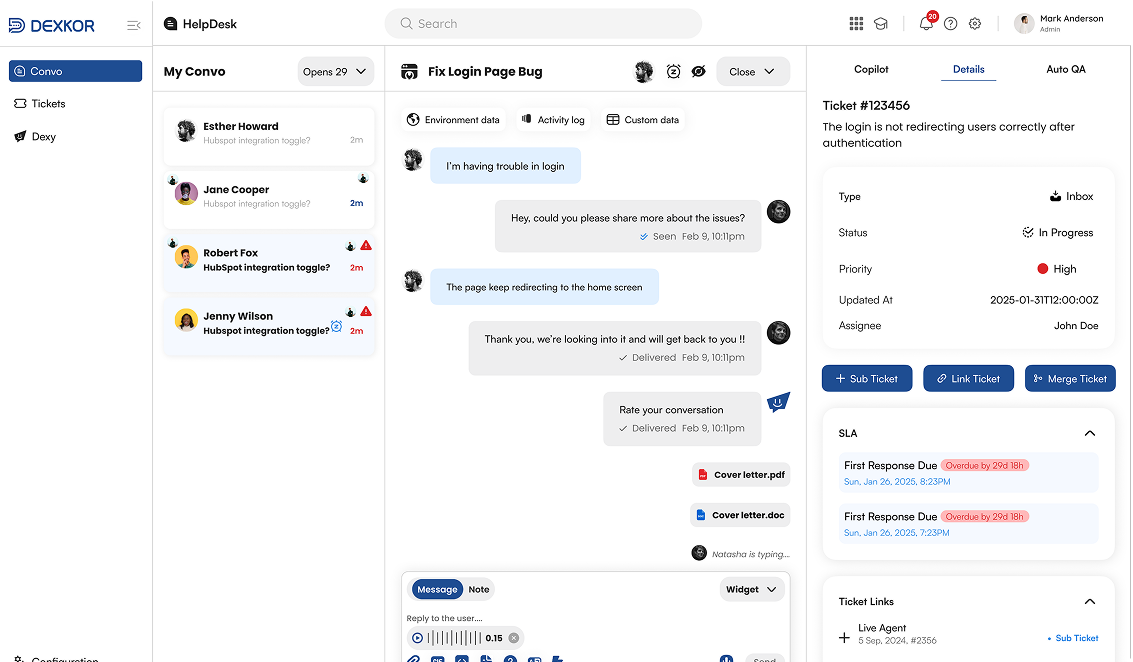 DEXKOR
HelpDesk
Search
20
Mark Anderson
Admin
Convo
Tickets
Dexy
Configuration
My Convo
Opens 29
Esther Howard
Hubspot integration toggle?
2m
Jane Cooper
Hubspot integration toggle?
2m
Robert Fox
HubSpot integration toggle?
2m
Jenny Wilson
Hubspot integration toggle?
2m
Fix Login Page Bug
Close
Environment data
Activity log
Custom data
I'm having trouble in login
Hey, could you please share more about the issues?
Seen Feb 9, 10:11pm
The page keep redirecting to the home screen
Thank you, we're looking into it and will get back to you !!
Delivered Feb 9, 10:11pm
Rate your conversation
Delivered Feb 9, 10:11pm
Cover letter.pdf
Cover letter.doc
Natasha is typing...
Message
Note
Widget
Reply to the user....
0.15
Send
Copilot
Details
Auto QA
Ticket #123456
The login is not redirecting users correctly after
authentication
Type
Inbox
Status
In Progress
Priority
High
Updated At
2025-01-31T12:00:00Z
Assignee
John Doe
+ Sub Ticket
Link Ticket
Merge Ticket
SLA
First Response Due Overdue by 29d 18h
Sun, Jan 26, 2025, 8:23PM
First Response Due Overdue by 29d 18h
Sun, Jan 26, 2025, 7:23PM
Ticket Links
Live Agent
5 Sep, 2024, #2356
• Sub Ticket